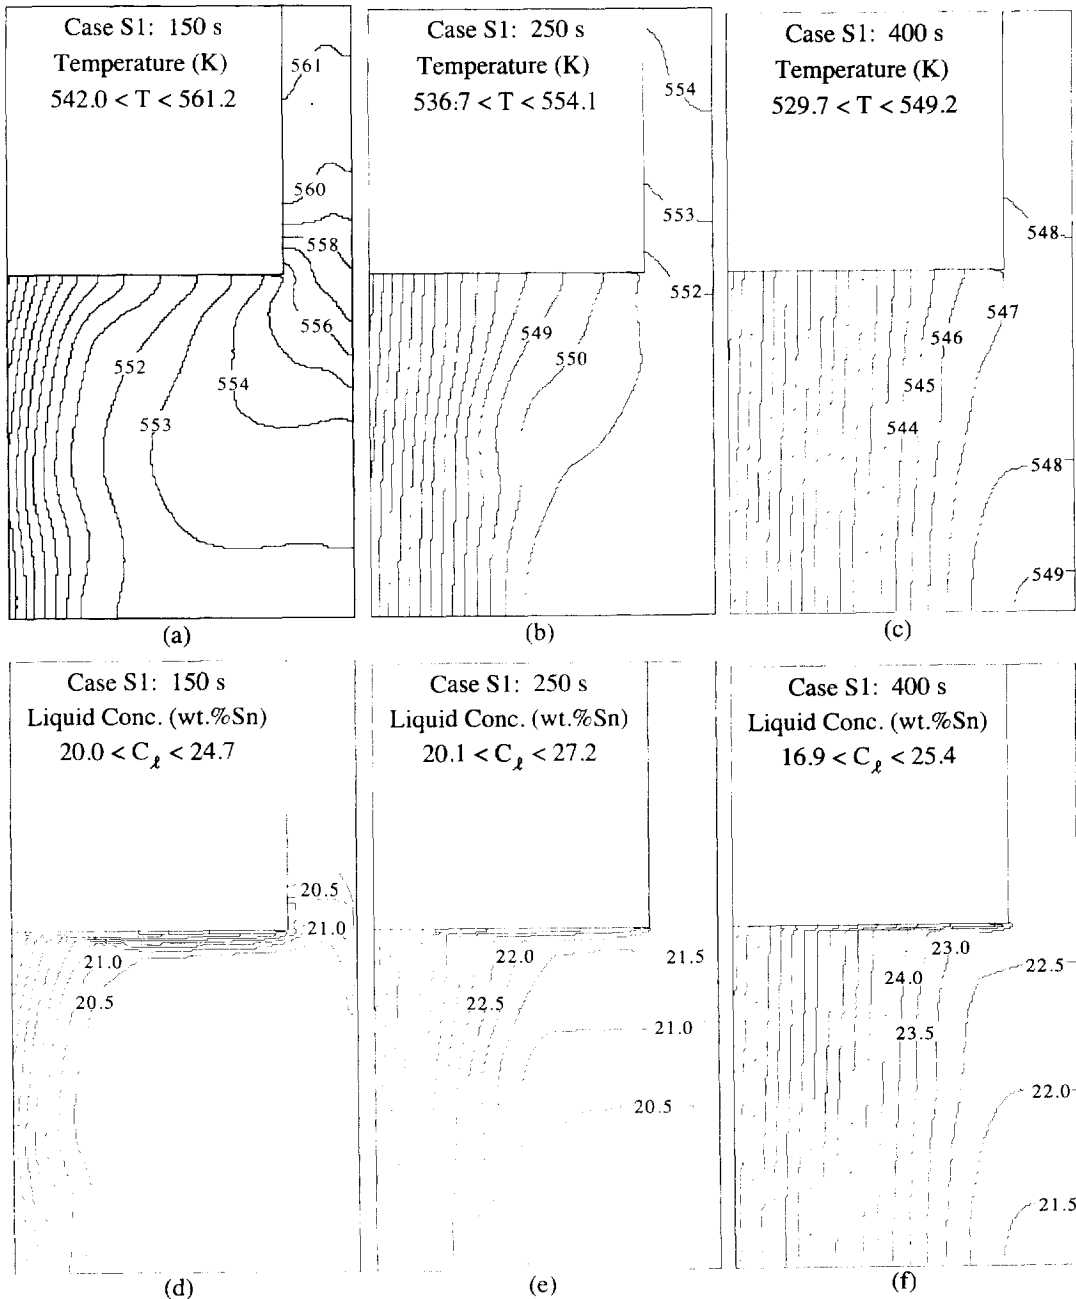 Case S1: 150 s
Temperature (K)
542.0 < T < 561.2
561
560
558
556
552
554
553
(a)
Case S1: 250 s
Temperature (K)
536.7 < T < 554.1
554
553
552
549
550
(b)
Case S1: 400 s
Temperature (K)
529.7 < T < 549.2
548
547
546
545
544
548
549
(c)
Case S1: 150 s
Liquid Conc. (wt.%Sn)
20.0 < Cℓ < 24.7
20.5
21.0
21.0
20.5
(d)
Case S1: 250 s
Liquid Conc. (wt.%Sn)
20.1 < Cℓ < 27.2
22.0
21.5
22.5
21.0
20.5
(e)
Case S1: 400 s
Liquid Conc. (wt.%Sn)
16.9 < Cℓ < 25.4
23.0
22.5
24.0
23.5
22.0
21.5
(f)